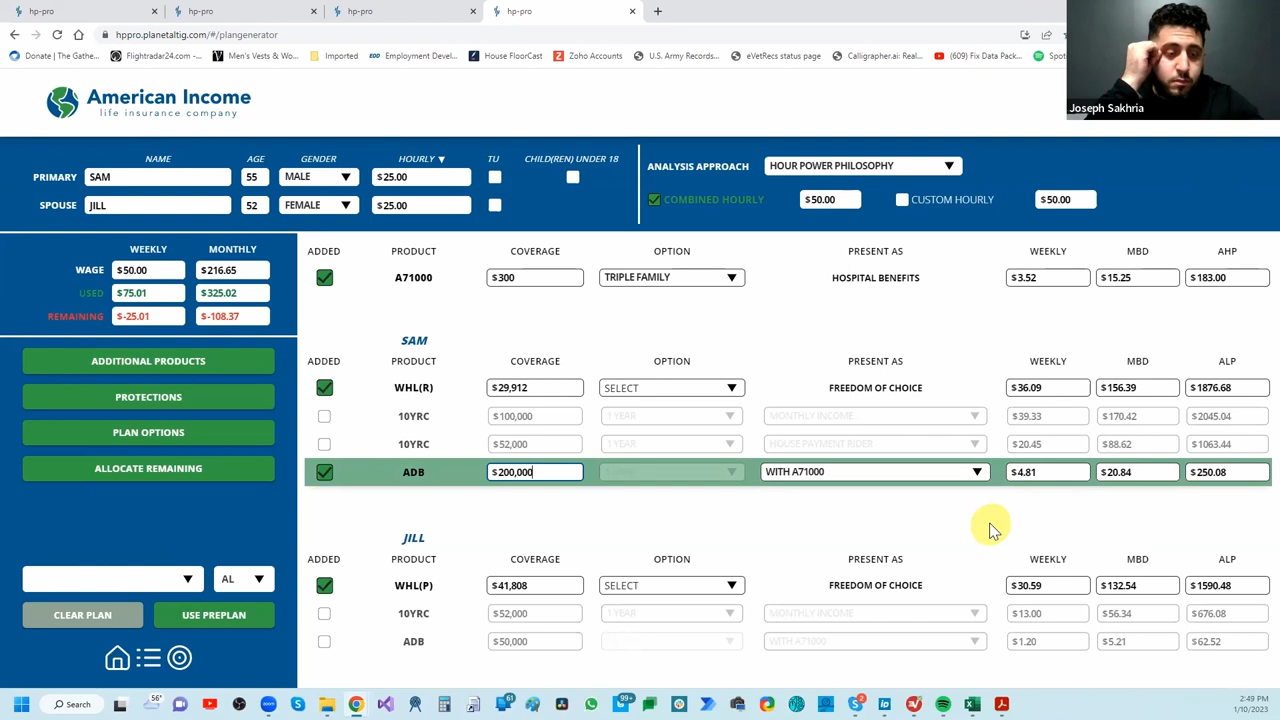 hp-pro
hp-pro
hp-pro
hp-pro
hppro.planetaltig.com/#/plangenerator
Donate | The Gathe...
Flightradar24.com -...
Men's Vests & Wai...
Imported
EDD Employment Devel...
House FloorCast
Zoho Accounts
U.S. Army Records...
eVetRecs status page
Calligrapher.ai: Real...
(609) Fix Data Pack...
Spot
Joseph Sakhria
American Income
life insurance company
NAME AGE GENDER HOURLY ▼ TU CHILD(REN) UNDER 18
PRIMARY SAM 55 MALE $25.00
SPOUSE JILL 52 FEMALE $25.00
ANALYSIS APPROACH HOUR POWER PHILOSOPHY
COMBINED HOURLY $50.00 CUSTOM HOURLY $50.00
WEEKLY MONTHLY
WAGE $50.00 $216.65
USED $75.01 $325.02
REMAINING $-25.01 $-108.37
ADDITIONAL PRODUCTS
PROTECTIONS
PLAN OPTIONS
ALLOCATE REMAINING
AL
CLEAR PLAN USE PREPLAN
ADDED PRODUCT COVERAGE OPTION PRESENT AS WEEKLY MBD AHP
A71000 $300 TRIPLE FAMILY HOSPITAL BENEFITS $3.52 $15.25 $183.00
SAM
ADDED PRODUCT COVERAGE OPTION PRESENT AS WEEKLY MBD ALP
WHL(R) $29,912 SELECT FREEDOM OF CHOICE $36.09 $156.39 $1876.68
10YRC $100,000 1 YEAR MONTHLY INCOME $39.33 $170.42 $2045.04
10YRC $52,000 1 YEAR HOUSE PAYMENT RIDER $20.45 $88.62 $1063.44
ADB $200,000 WITH A71000 $4.81 $20.84 $250.08
JILL
ADDED PRODUCT COVERAGE OPTION PRESENT AS WEEKLY MBD ALP
WHL(P) $41,808 SELECT FREEDOM OF CHOICE $30.59 $132.54 $1590.48
10YRC $52,000 1 YEAR MONTHLY INCOME $13.00 $56.34 $676.08
ADB $50,000 WITH A71000 $1.20 $5.21 $62.52
Search
56°
61
99+
2
2:49 PM
1/10/2023